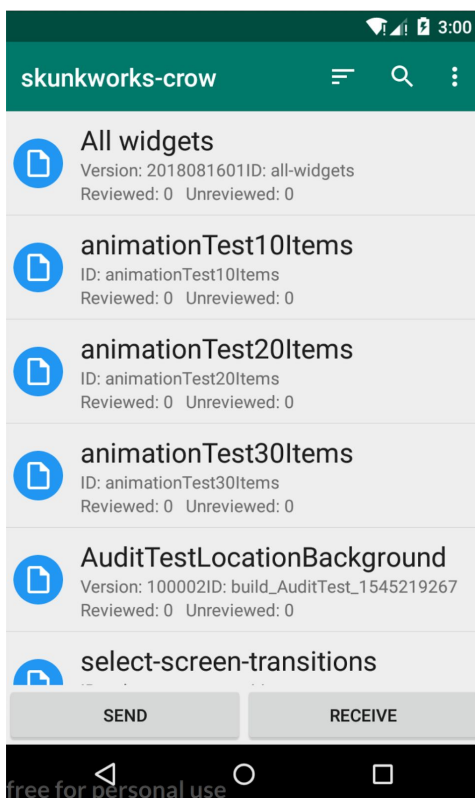 3:00
skunkworks-crow
All widgets
Version: 2018081601ID: all-widgets
Reviewed: 0 Unreviewed: 0
animationTest10Items
ID: animationTest10Items
Reviewed: 0 Unreviewed: 0
animationTest20Items
ID: animationTest20Items
Reviewed: 0 Unreviewed: 0
animationTest30Items
ID: animationTest30Items
Reviewed: 0 Unreviewed: 0
AuditTestLocationBackground
Version: 100002ID: build_AuditTest_1545219267
Reviewed: 0 Unreviewed: 0
select-screen-transitions
SEND RECEIVE
free for personal use